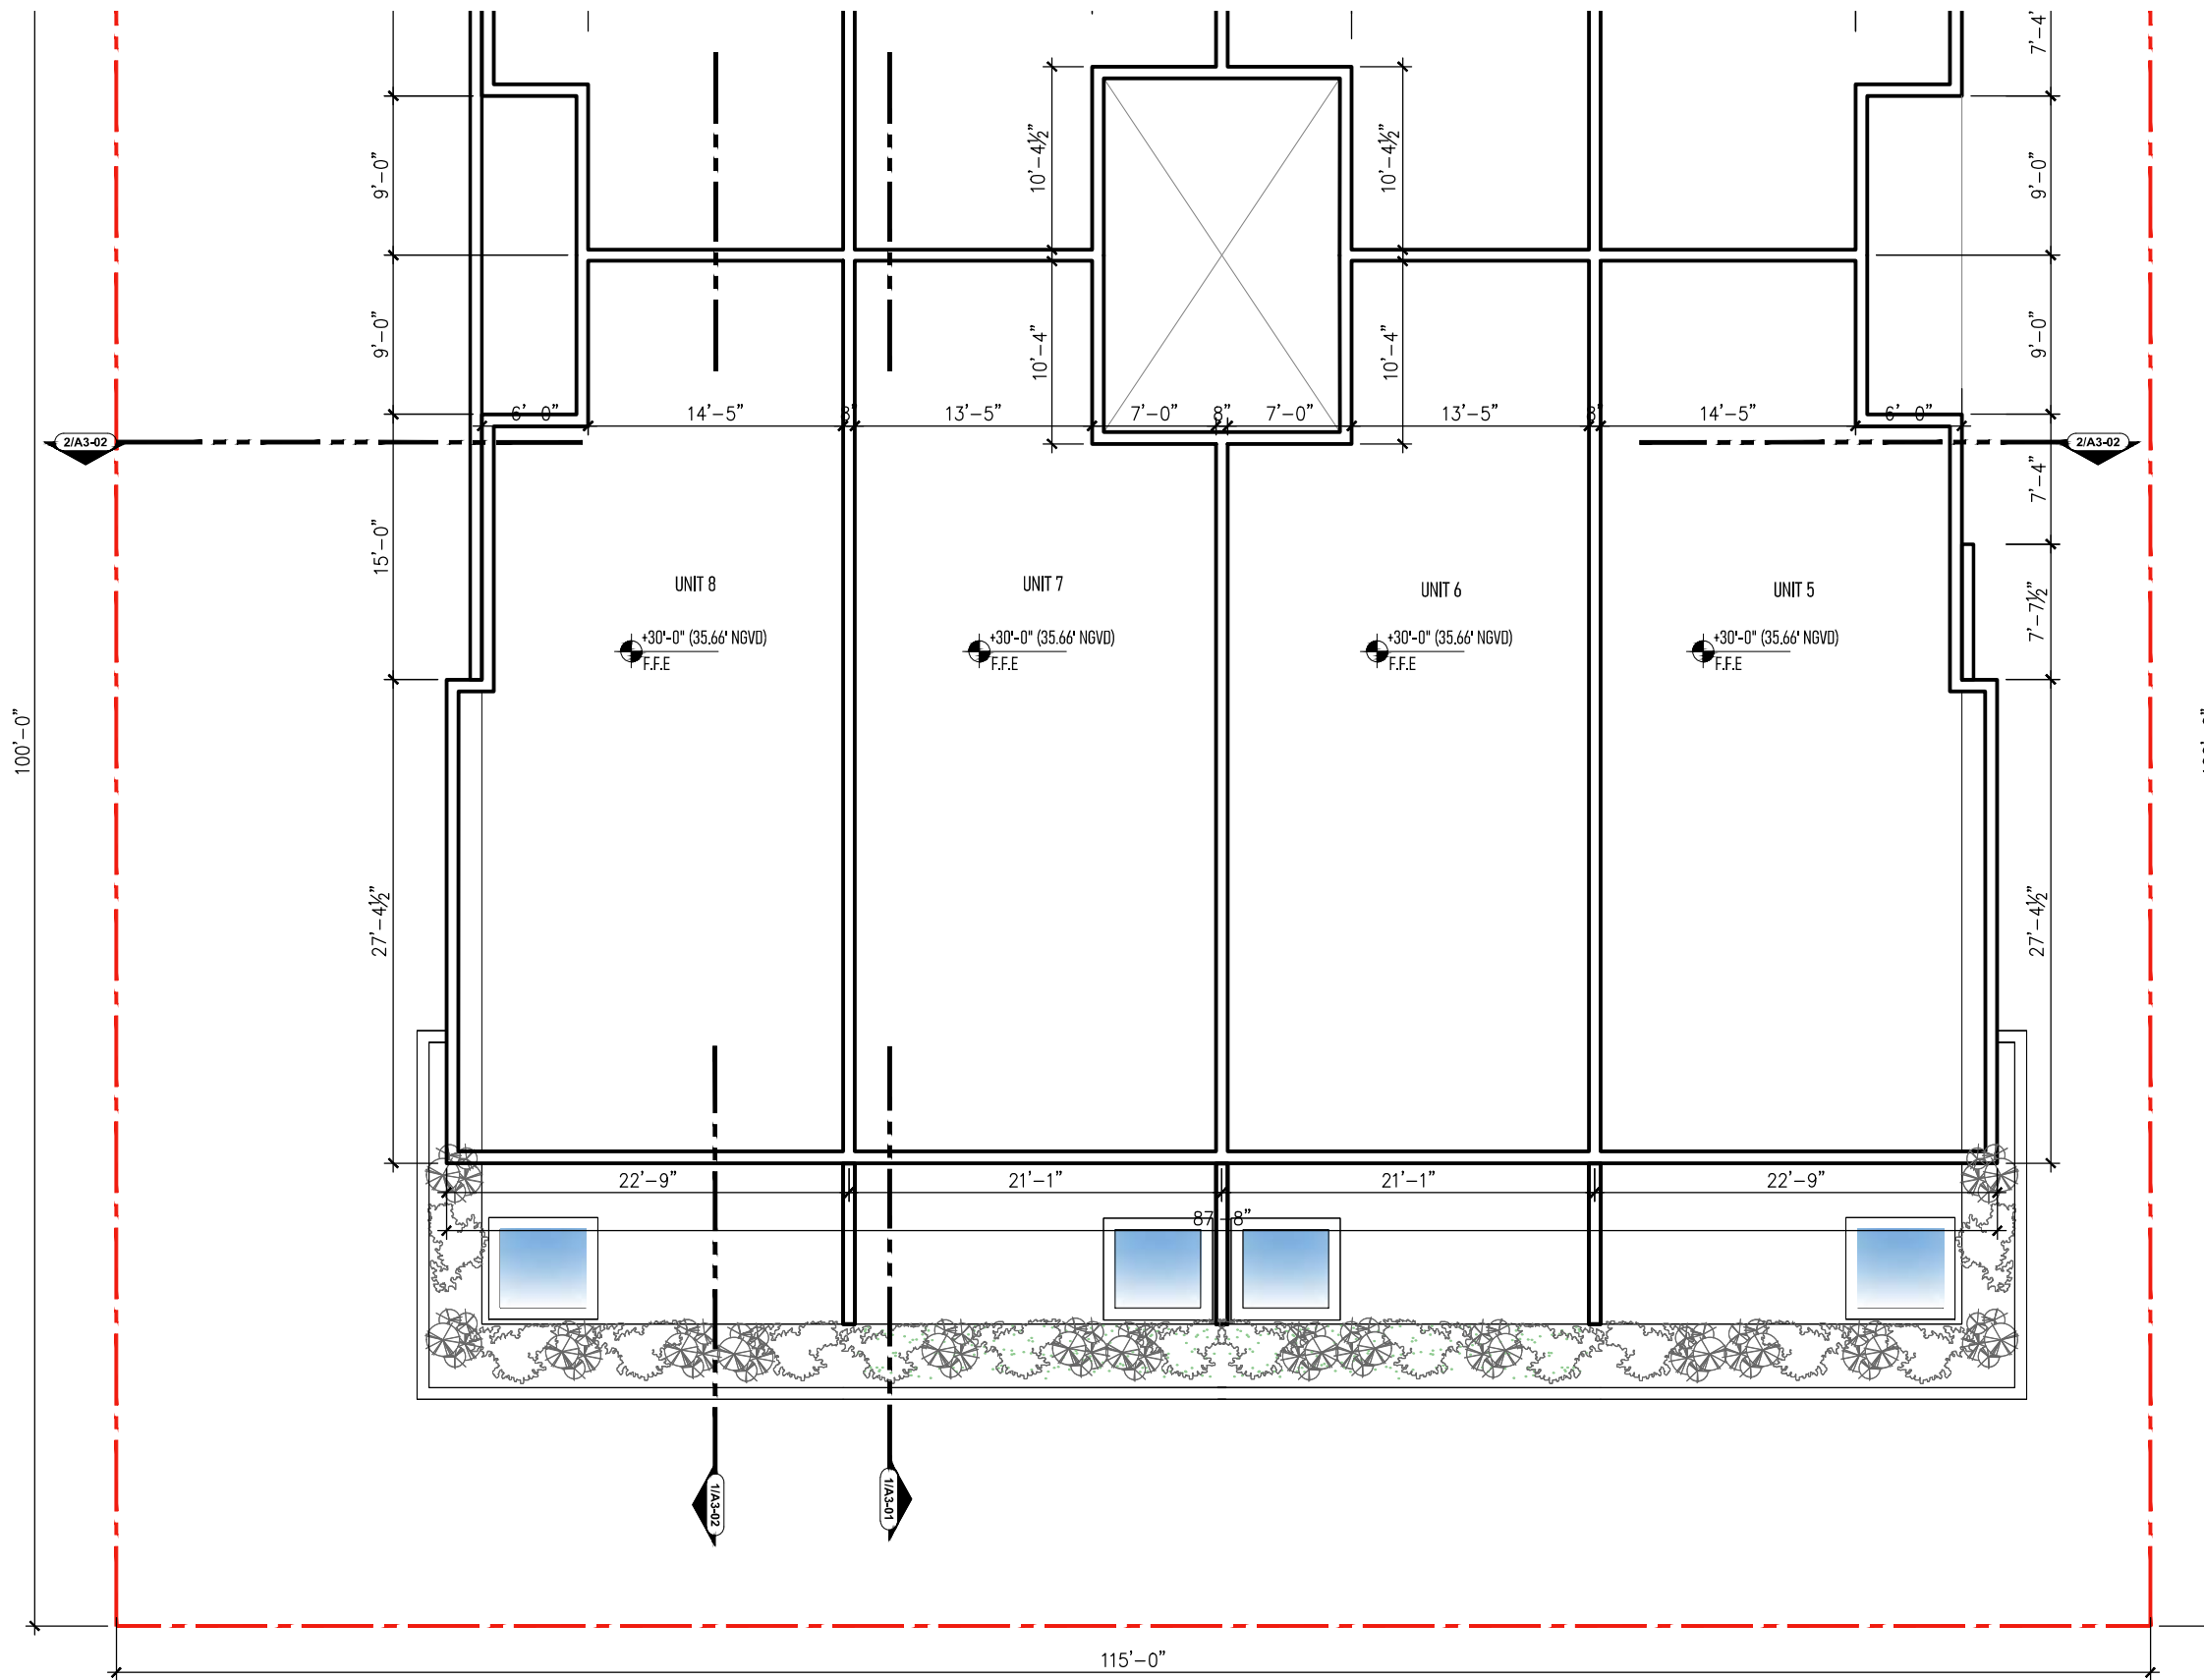 7'-4"
10'-4½"
10'-4½"
9'-0"
9'-0"
9'-0"
9'-0"
10'-4"
10'-4"
6'-0"
14'-5"
8"
13'-5"
7'-0"
8"
7'-0"
13'-5"
8"
14'-5"
6'-0"
2/A3-02
2/A3-02
7'-4"
15'-0"
UNIT 8
UNIT 7
UNIT 6
UNIT 5
7'-7½"
+30'-0" (35.66' NGVD)
F.F.E
+30'-0" (35.66' NGVD)
F.F.E
+30'-0" (35.66' NGVD)
F.F.E
+30'-0" (35.66' NGVD)
F.F.E
100'-0"
27'-4½"
27'-4½"
22'-9"
21'-1"
21'-1"
22'-9"
87'-8"
1/A3-02
1/A3-01
115'-0"